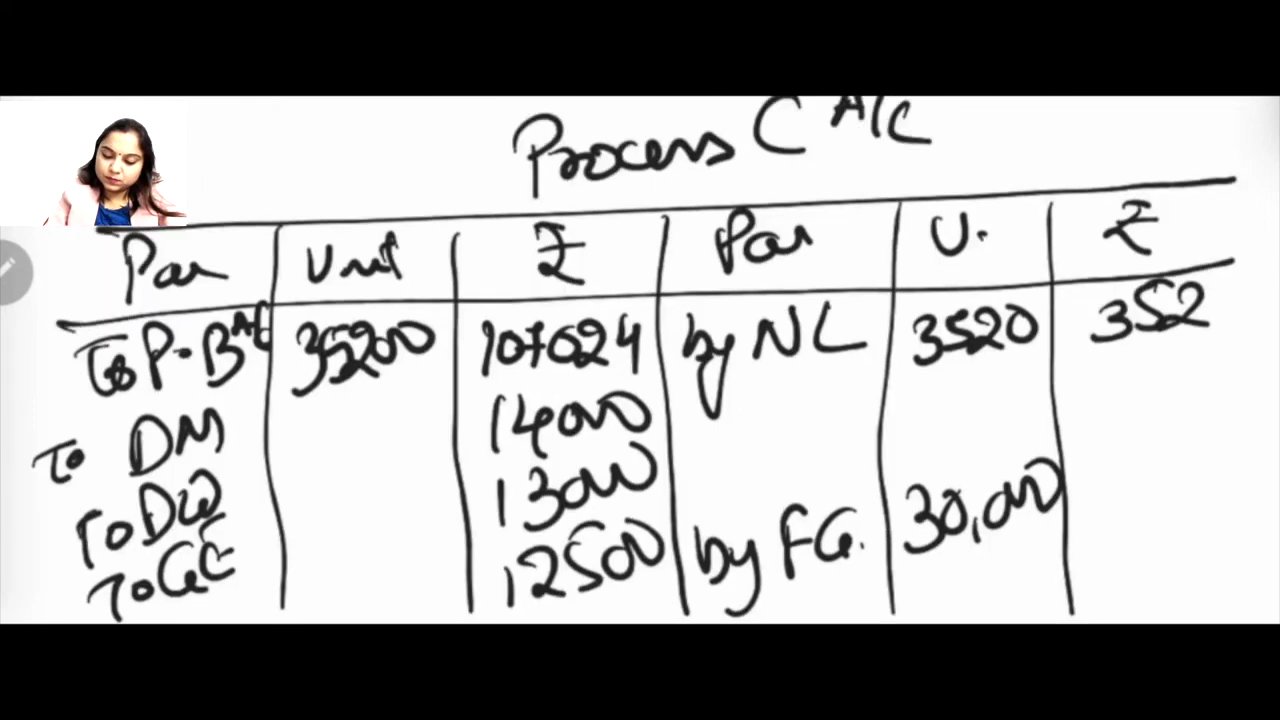 Process C A/C
Par Unit ₹ Par U. ₹
To P-B A/C 35200 107024 by NL 3520 352
To DM 14000
To DW 13000
To GE 12500 by FG. 30,000